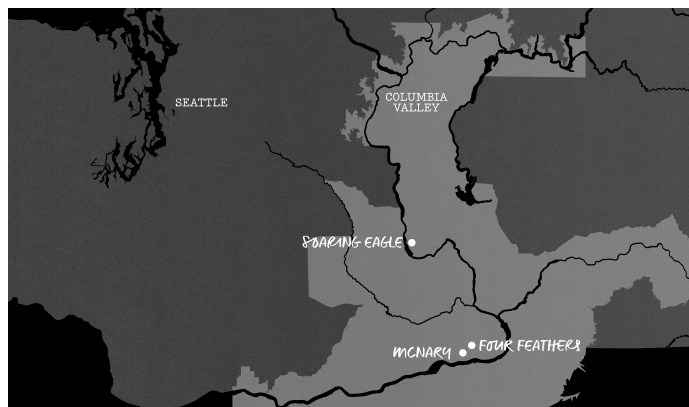 SEATTLE
COLUMBIA
VALLEY
SOARING EAGLE
MCNARY
FOUR FEATHERS